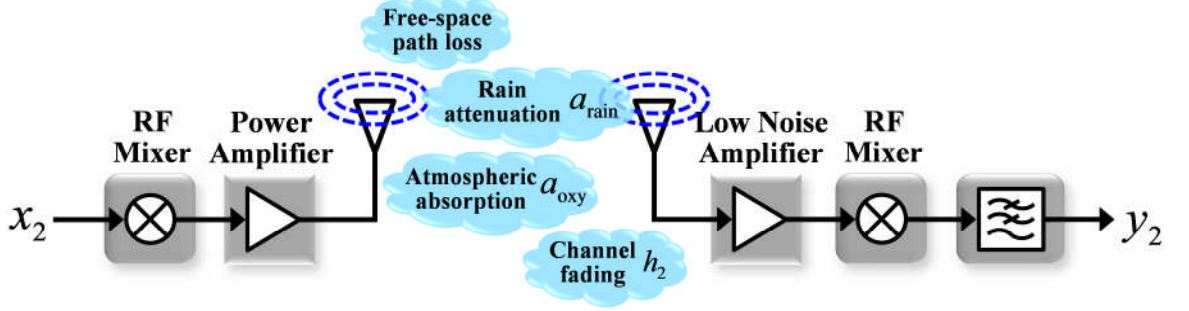 Free-space
path loss
Rain
attenuation a_rain
RF
Mixer
Power
Amplifier
Low Noise
Amplifier
RF
Mixer
Atmospheric
absorption a_oxy
x_2
y_2
Channel
fading h_2